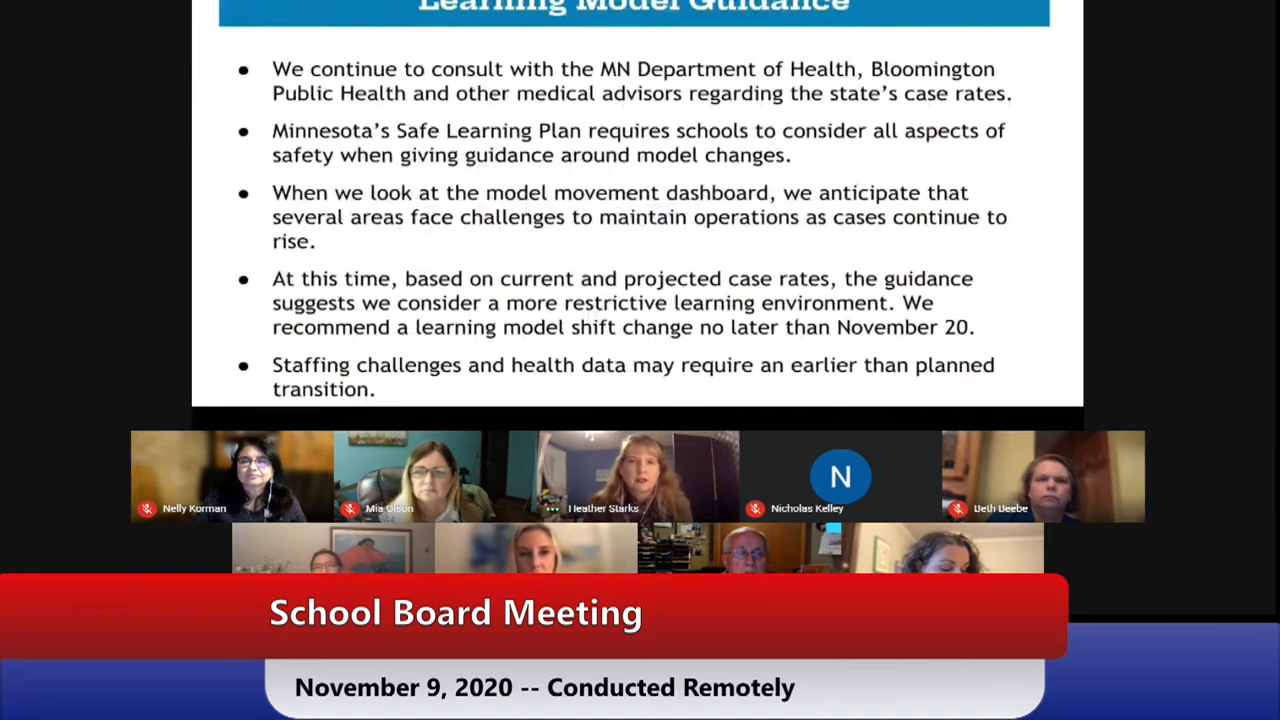 Learning Model Guidance
● We continue to consult with the MN Department of Health, Bloomington
Public Health and other medical advisors regarding the state's case rates.
● Minnesota's Safe Learning Plan requires schools to consider all aspects of
safety when giving guidance around model changes.
● When we look at the model movement dashboard, we anticipate that
several areas face challenges to maintain operations as cases continue to
rise.
● At this time, based on current and projected case rates, the guidance
suggests we consider a more restrictive learning environment. We
recommend a learning model shift change no later than November 20.
● Staffing challenges and health data may require an earlier than planned
transition.
N
Nelly Korman
Mia Olson
Heather Starks
Nicholas Kelley
Beth Beebe
School Board Meeting
November 9, 2020 -- Conducted Remotely